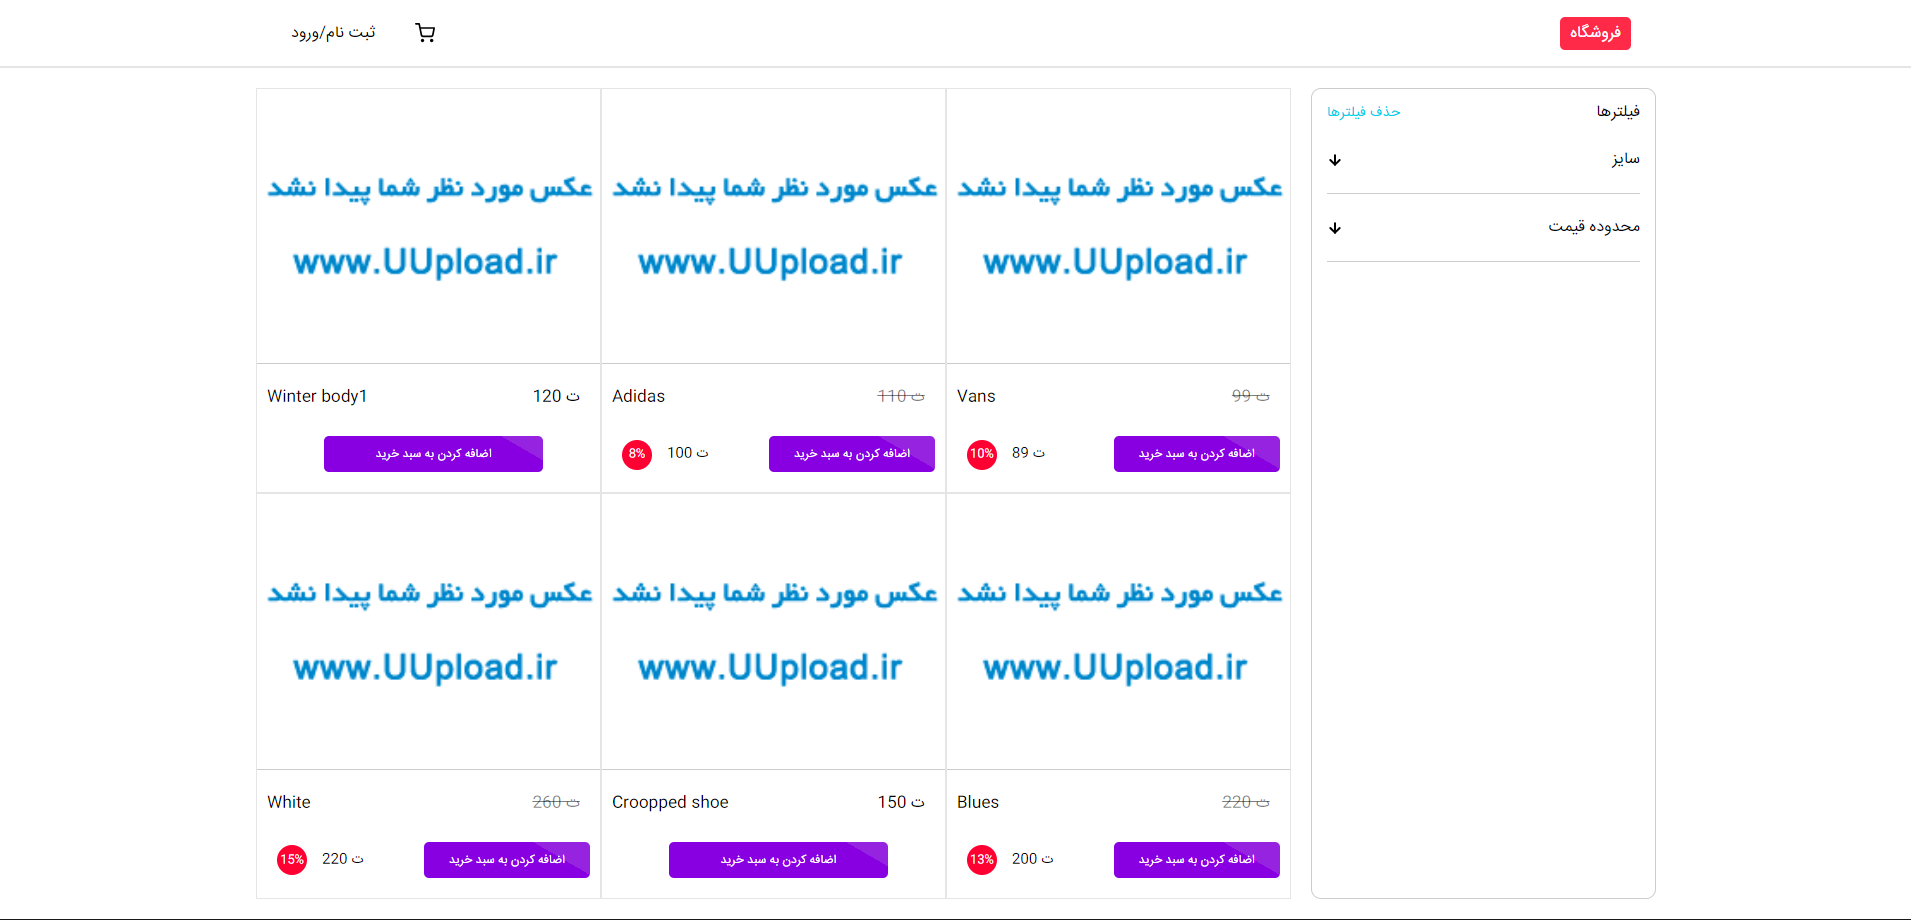 فروشگاه
ثبت نام/ورود
فیلترها
حذف فیلترها
سایز
محدوده قیمت
عکس مورد نظر شما پیدا نشد
www.UUpload.ir
Vans
ت 99
اضافه کردن به سبد خرید
ت 89
10%
عکس مورد نظر شما پیدا نشد
www.UUpload.ir
Adidas
ت 110
اضافه کردن به سبد خرید
ت 100
8%
عکس مورد نظر شما پیدا نشد
www.UUpload.ir
Winter body1
ت 120
اضافه کردن به سبد خرید
عکس مورد نظر شما پیدا نشد
www.UUpload.ir
Blues
ت 220
اضافه کردن به سبد خرید
ت 200
13%
عکس مورد نظر شما پیدا نشد
www.UUpload.ir
Croopped shoe
ت 150
اضافه کردن به سبد خرید
عکس مورد نظر شما پیدا نشد
www.UUpload.ir
White
ت 260
اضافه کردن به سبد خرید
ت 220
15%